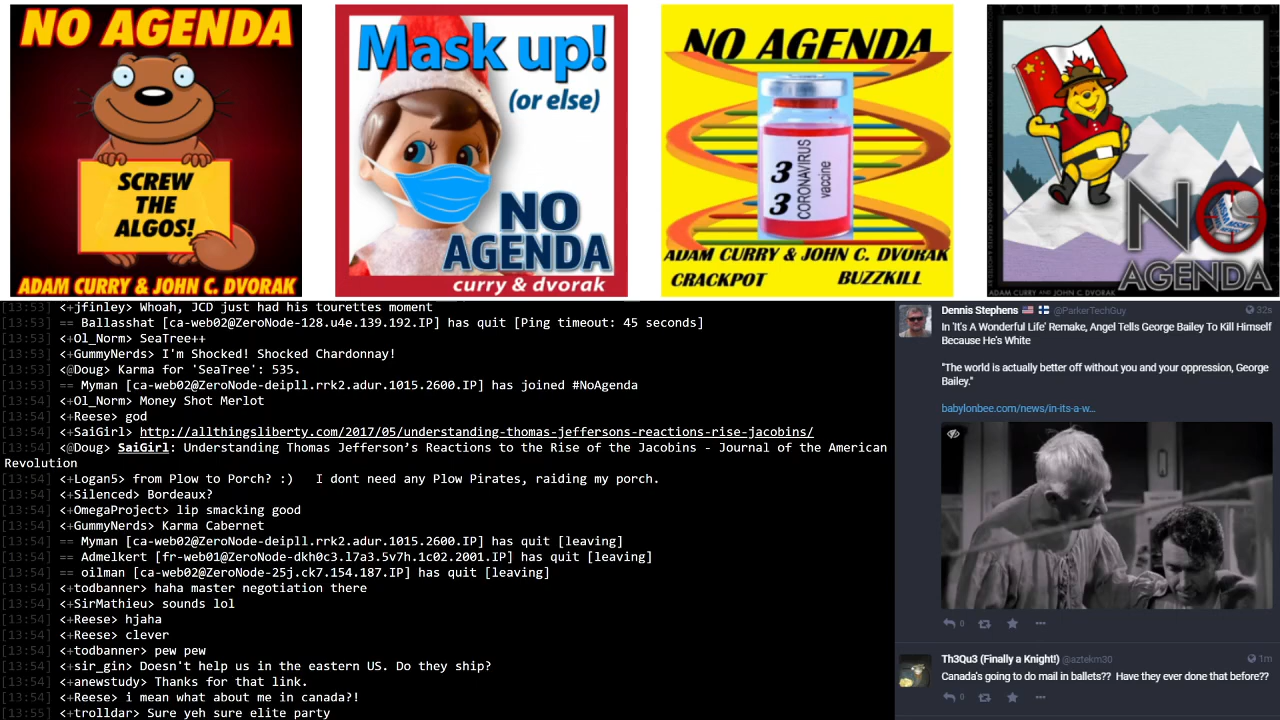 NO AGENDA
SCREW
THE
ALGOS!
ADAM CURRY & JOHN C. DVORAK
Mask up!
(or else)
NO
AGENDA
curry & dvorak
NO AGENDA
33
CORONAVIRUS
vaccine
ADAM CURRY & JOHN C. DVORAK
CRACKPOT BUZZKILL
NO
AGENDA
ADAM CURRY AND JOHN C. DVORAK
[13:53] <+jfinley> Whoah, JCD just had his tourettes moment
[13:53] == Ballasshat [ca-web02@ZeroNode-128.u4e.139.192.IP] has quit [Ping timeout: 45 seconds]
[13:53] <+Ol_Norm> SeaTree++
[13:53] <+GummyNerds> I'm Shocked! Shocked Chardonnay!
[13:53] <@Doug> Karma for 'SeaTree': 535.
[13:53] == Myman [ca-web02@ZeroNode-deipll.rrk2.adur.1015.2600.IP] has joined #NoAgenda
[13:54] <+Ol_Norm> Money Shot Merlot
[13:54] <+Reese> god
[13:54] <+SaiGirl> http://allthingsliberty.com/2017/05/understanding-thomas-jeffersons-reactions-rise-jacobins/
[13:54] <@Doug> SaiGirl: Understanding Thomas Jefferson's Reactions to the Rise of the Jacobins - Journal of the American
Revolution
[13:54] <+Logan5> from Plow to Porch? :) I dont need any Plow Pirates, raiding my porch.
[13:54] <+Silenced> Bordeaux?
[13:54] <+OmegaProject> lip smacking good
[13:54] <+GummyNerds> Karma Cabernet
[13:54] == Myman [ca-web02@ZeroNode-deipll.rrk2.adur.1015.2600.IP] has quit [leaving]
[13:54] == Admelkert [fr-web01@ZeroNode-dkh0c3.l7a3.5v7h.1c02.2001.IP] has quit [leaving]
[13:54] == oilman [ca-web02@ZeroNode-25j.ck7.154.187.IP] has quit [leaving]
[13:54] <+todbanner> haha master negotiation there
[13:54] <+SirMathieu> sounds lol
[13:54] <+Reese> hjaha
[13:54] <+Reese> clever
[13:54] <+todbanner> pew pew
[13:54] <+sir_gin> Doesn't help us in the eastern US. Do they ship?
[13:54] <+anewstudy> Thanks for that link.
[13:54] <+Reese> i mean what about me in canada?!
[13:55] <+trolldar> Sure yeh sure elite party
Dennis Stephens @ParkerTechGuy 32s
In 'It's A Wonderful Life' Remake, Angel Tells George Bailey To Kill Himself
Because He's White
"The world is actually better off without you and your oppression, George
Bailey."
babylonbee.com/news/in-its-a-w...
0
Th3Qu3 (Finally a Knight!) @aztekm30 1m
Canada's going to do mail in ballets?? Have they ever done that before??
0